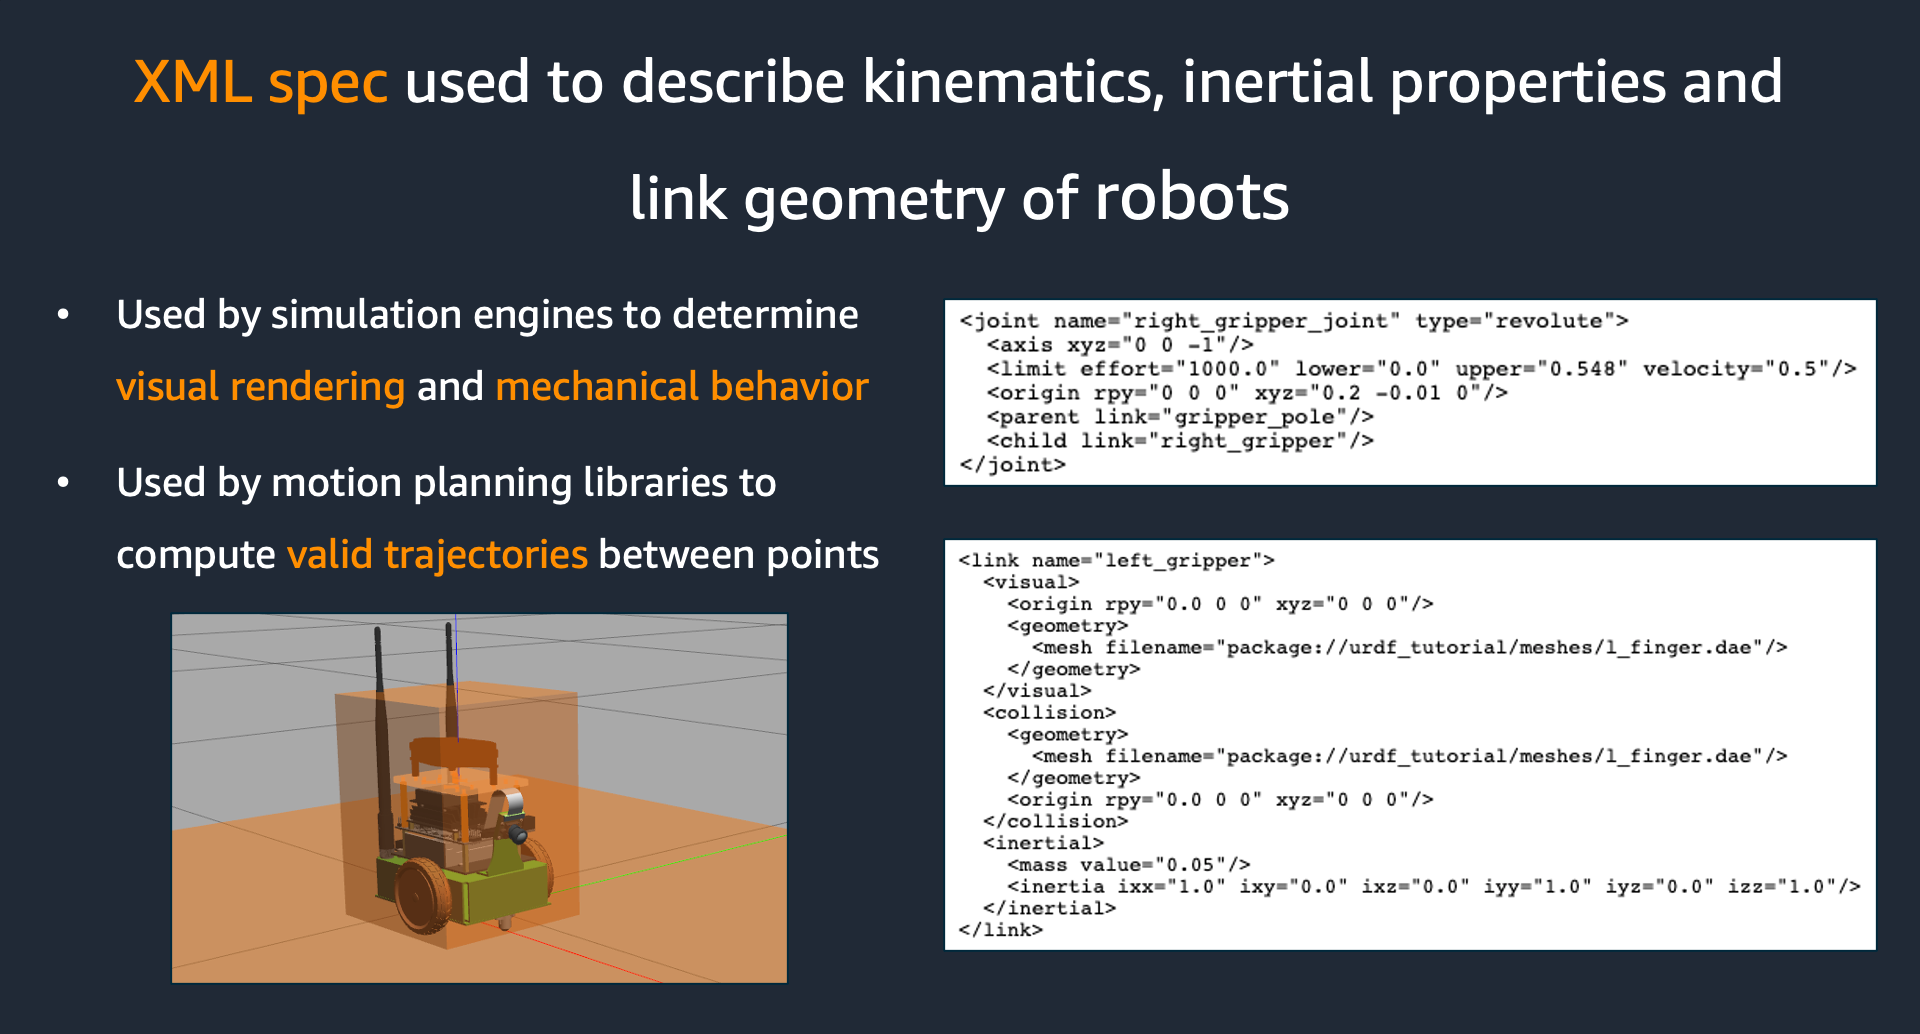 XML spec used to describe kinematics, inertial properties and
link geometry of robots
• Used by simulation engines to determine
visual rendering and mechanical behavior
• Used by motion planning libraries to
compute valid trajectories between points
<joint name="right_gripper_joint" type="revolute">
  <axis xyz="0 0 -1"/>
  <limit effort="1000.0" lower="0.0" upper="0.548" velocity="0.5"/>
  <origin rpy="0 0 0" xyz="0.2 -0.01 0"/>
  <parent link="gripper_pole"/>
  <child link="right_gripper"/>
</joint>
<link name="left_gripper">
  <visual>
    <origin rpy="0.0 0 0" xyz="0 0 0"/>
    <geometry>
      <mesh filename="package://urdf_tutorial/meshes/l_finger.dae"/>
    </geometry>
  </visual>
  <collision>
    <geometry>
      <mesh filename="package://urdf_tutorial/meshes/l_finger.dae"/>
    </geometry>
    <origin rpy="0.0 0 0" xyz="0 0 0"/>
  </collision>
  <inertial>
    <mass value="0.05"/>
    <inertia ixx="1.0" ixy="0.0" ixz="0.0" iyy="1.0" iyz="0.0" izz="1.0"/>
  </inertial>
</link>